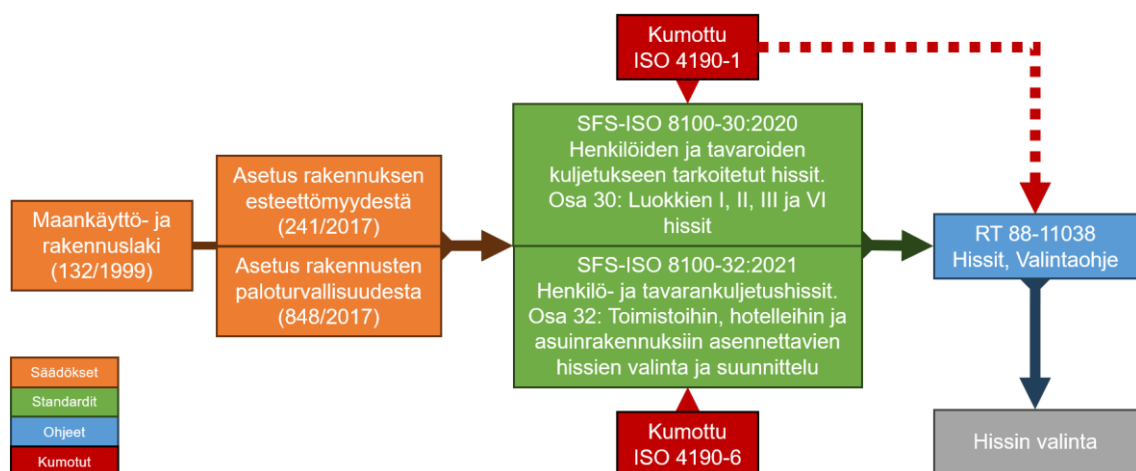 Kumottu
ISO 4190-1
SFS-ISO 8100-30:2020
Henkilöiden ja tavaroiden
kuljetukseen tarkoitetut hissit.
Osa 30: Luokkien I, II, III ja VI
hissit
Asetus rakennuksen
esteettömyydestä
(241/2017)
Maankäyttö- ja
rakennuslaki
(132/1999)
Asetus rakennusten
paloturvallisuudesta
(848/2017)
SFS-ISO 8100-32:2021
Henkilö- ja tavarankuljetushissit.
Osa 32: Toimistoihin, hotelleihin ja
asuinrakennuksiin asennettavien
hissien valinta ja suunnittelu
RT 88-11038
Hissit, Valintaohje
Säädökset
Standardit
Ohjeet
Kumotut
Kumottu
ISO 4190-6
Hissin valinta